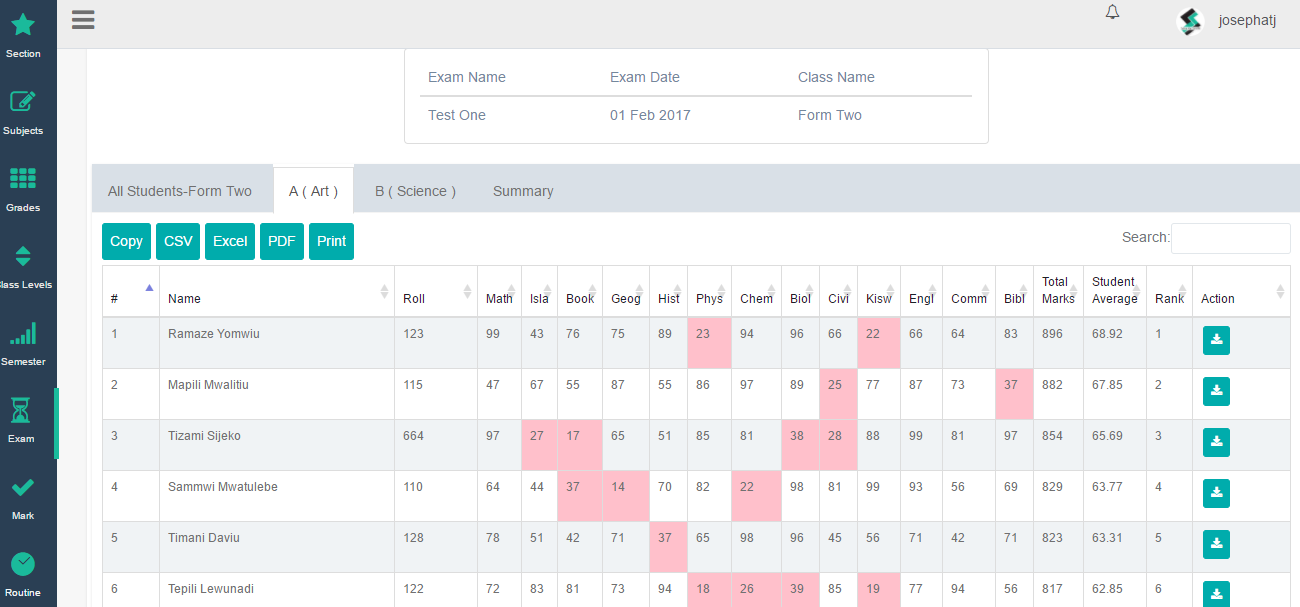 josephatj
Section
Subjects
Grades
lass Levels
Semester
Exam
Mark
Routine
Exam Name Exam Date Class Name
Test One 01 Feb 2017 Form Two
All Students-Form Two A ( Art ) B ( Science ) Summary
Copy CSV Excel PDF Print Search:
# Name Roll Math Isla Book Geog Hist Phys Chem Biol Civi Kisw Engl Comm Bibl Total Marks Student Average Rank Action
1 Ramaze Yomwiu 123 99 43 76 75 89 23 94 96 66 22 66 64 83 896 68.92 1
2 Mapili Mwalitiu 115 47 67 55 87 55 86 97 89 25 77 87 73 37 882 67.85 2
3 Tizami Sijeko 664 97 27 17 65 51 85 81 38 28 88 99 81 97 854 65.69 3
4 Sammwi Mwatulebe 110 64 44 37 14 70 82 22 98 81 99 93 56 69 829 63.77 4
5 Timani Daviu 128 78 51 42 71 37 65 98 96 45 56 71 42 71 823 63.31 5
6 Tepili Lewunadi 122 72 83 81 73 94 18 26 39 85 19 77 94 56 817 62.85 6